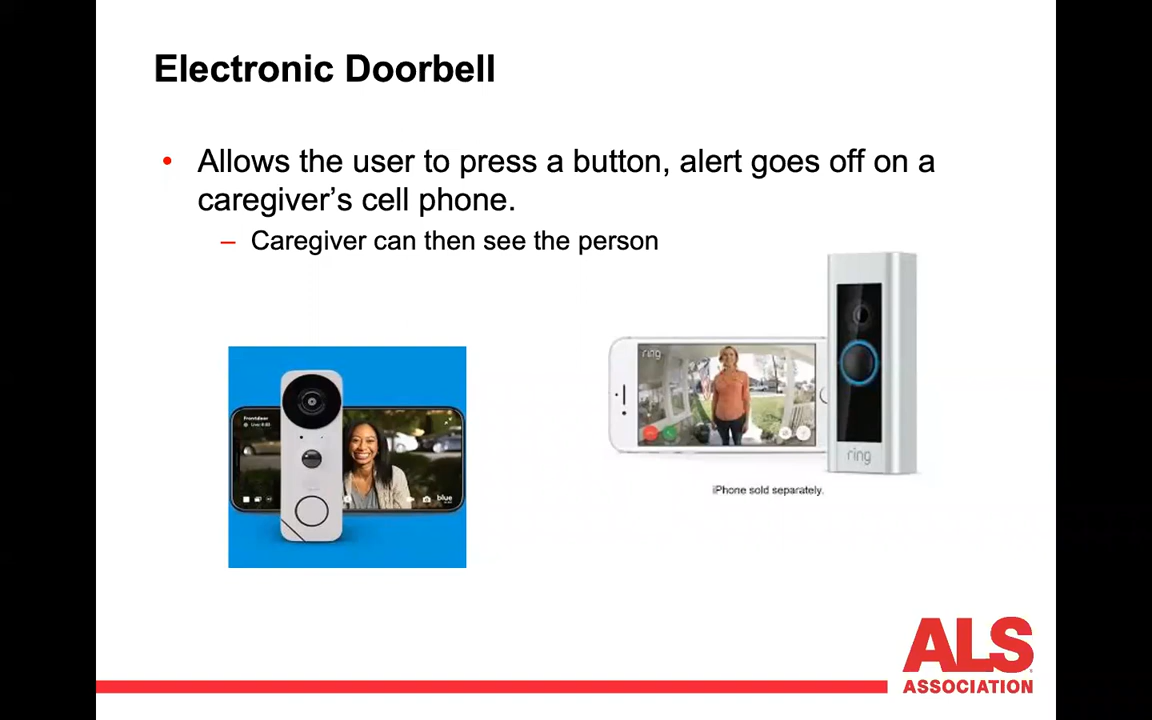 Electronic Doorbell
• Allows the user to press a button, alert goes off on a
caregiver’s cell phone.
– Caregiver can then see the person
ring
blue
ring
iPhone sold separately.
ALS
ASSOCIATION